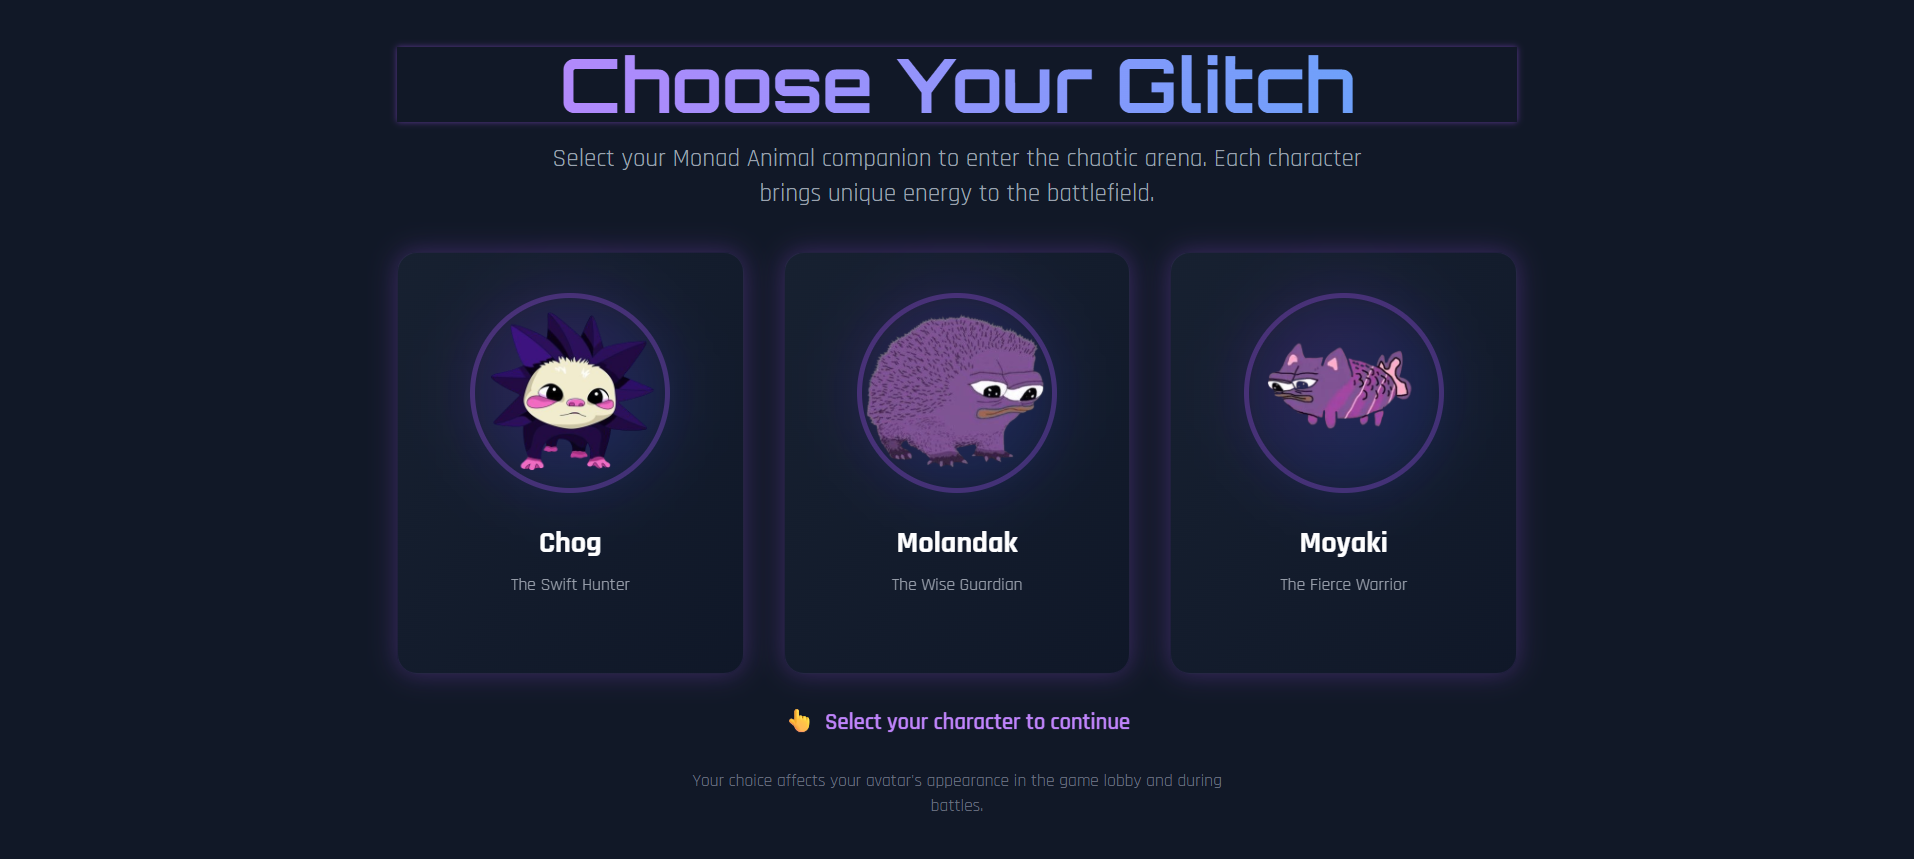 Choose Your Glitch
Select your Monad Animal companion to enter the chaotic arena. Each character
brings unique energy to the battlefield.
Chog
The Swift Hunter
Molandak
The Wise Guardian
Moyaki
The Fierce Warrior
👆 Select your character to continue
Your choice affects your avatar's appearance in the game lobby and during
battles.